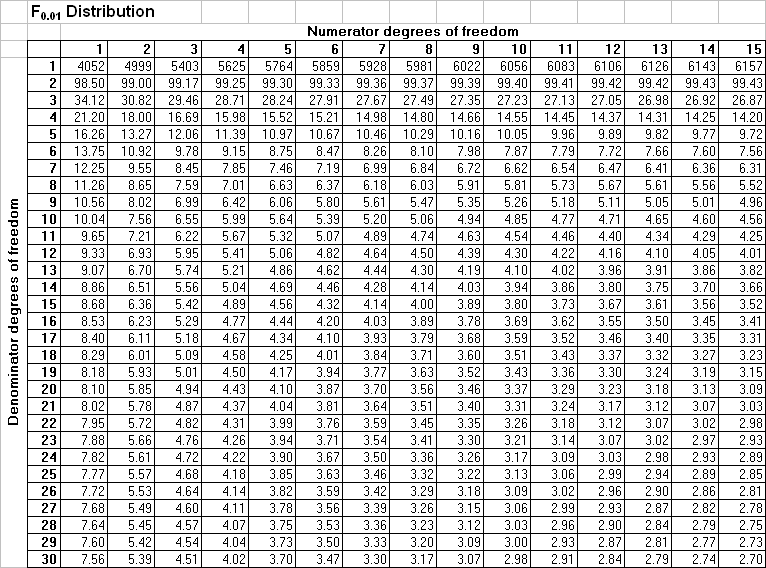 F0.01 Distribution
Numerator degrees of freedom
1 2 3 4 5 6 7 8 9 10 11 12 13 14 15
1 4052 4999 5403 5625 5764 5859 5928 5981 6022 6056 6083 6106 6126 6143 6157
2 98.50 99.00 99.17 99.25 99.30 99.33 99.36 99.37 99.39 99.40 99.41 99.42 99.42 99.43 99.43
3 34.12 30.82 29.46 28.71 28.24 27.91 27.67 27.49 27.35 27.23 27.13 27.05 26.98 26.92 26.87
4 21.20 18.00 16.69 15.98 15.52 15.21 14.98 14.80 14.66 14.55 14.45 14.37 14.31 14.25 14.20
5 16.26 13.27 12.06 11.39 10.97 10.67 10.46 10.29 10.16 10.05 9.96 9.89 9.82 9.77 9.72
6 13.75 10.92 9.78 9.15 8.75 8.47 8.26 8.10 7.98 7.87 7.79 7.72 7.66 7.60 7.56
7 12.25 9.55 8.45 7.85 7.46 7.19 6.99 6.84 6.72 6.62 6.54 6.47 6.41 6.36 6.31
8 11.26 8.65 7.59 7.01 6.63 6.37 6.18 6.03 5.91 5.81 5.73 5.67 5.61 5.56 5.52
9 10.56 8.02 6.99 6.42 6.06 5.80 5.61 5.47 5.35 5.26 5.18 5.11 5.05 5.01 4.96
10 10.04 7.56 6.55 5.99 5.64 5.39 5.20 5.06 4.94 4.85 4.77 4.71 4.65 4.60 4.56
11 9.65 7.21 6.22 5.67 5.32 5.07 4.89 4.74 4.63 4.54 4.46 4.40 4.34 4.29 4.25
12 9.33 6.93 5.95 5.41 5.06 4.82 4.64 4.50 4.39 4.30 4.22 4.16 4.10 4.05 4.01
13 9.07 6.70 5.74 5.21 4.86 4.62 4.44 4.30 4.19 4.10 4.02 3.96 3.91 3.86 3.82
14 8.86 6.51 5.56 5.04 4.69 4.46 4.28 4.14 4.03 3.94 3.86 3.80 3.75 3.70 3.66
15 8.68 6.36 5.42 4.89 4.56 4.32 4.14 4.00 3.89 3.80 3.73 3.67 3.61 3.56 3.52
16 8.53 6.23 5.29 4.77 4.44 4.20 4.03 3.89 3.78 3.69 3.62 3.55 3.50 3.45 3.41
17 8.40 6.11 5.18 4.67 4.34 4.10 3.93 3.79 3.68 3.59 3.52 3.46 3.40 3.35 3.31
18 8.29 6.01 5.09 4.58 4.25 4.01 3.84 3.71 3.60 3.51 3.43 3.37 3.32 3.27 3.23
19 8.18 5.93 5.01 4.50 4.17 3.94 3.77 3.63 3.52 3.43 3.36 3.30 3.24 3.19 3.15
20 8.10 5.85 4.94 4.43 4.10 3.87 3.70 3.56 3.46 3.37 3.29 3.23 3.18 3.13 3.09
21 8.02 5.78 4.87 4.37 4.04 3.81 3.64 3.51 3.40 3.31 3.24 3.17 3.12 3.07 3.03
22 7.95 5.72 4.82 4.31 3.99 3.76 3.59 3.45 3.35 3.26 3.18 3.12 3.07 3.02 2.98
23 7.88 5.66 4.76 4.26 3.94 3.71 3.54 3.41 3.30 3.21 3.14 3.07 3.02 2.97 2.93
24 7.82 5.61 4.72 4.22 3.90 3.67 3.50 3.36 3.26 3.17 3.09 3.03 2.98 2.93 2.89
25 7.77 5.57 4.68 4.18 3.85 3.63 3.46 3.32 3.22 3.13 3.06 2.99 2.94 2.89 2.85
26 7.72 5.53 4.64 4.14 3.82 3.59 3.42 3.29 3.18 3.09 3.02 2.96 2.90 2.86 2.81
27 7.68 5.49 4.60 4.11 3.78 3.56 3.39 3.26 3.15 3.06 2.99 2.93 2.87 2.82 2.78
28 7.64 5.45 4.57 4.07 3.75 3.53 3.36 3.23 3.12 3.03 2.96 2.90 2.84 2.79 2.75
29 7.60 5.42 4.54 4.04 3.73 3.50 3.33 3.20 3.09 3.00 2.93 2.87 2.81 2.77 2.73
30 7.56 5.39 4.51 4.02 3.70 3.47 3.30 3.17 3.07 2.98 2.91 2.84 2.79 2.74 2.70
Denominator degrees of freedom